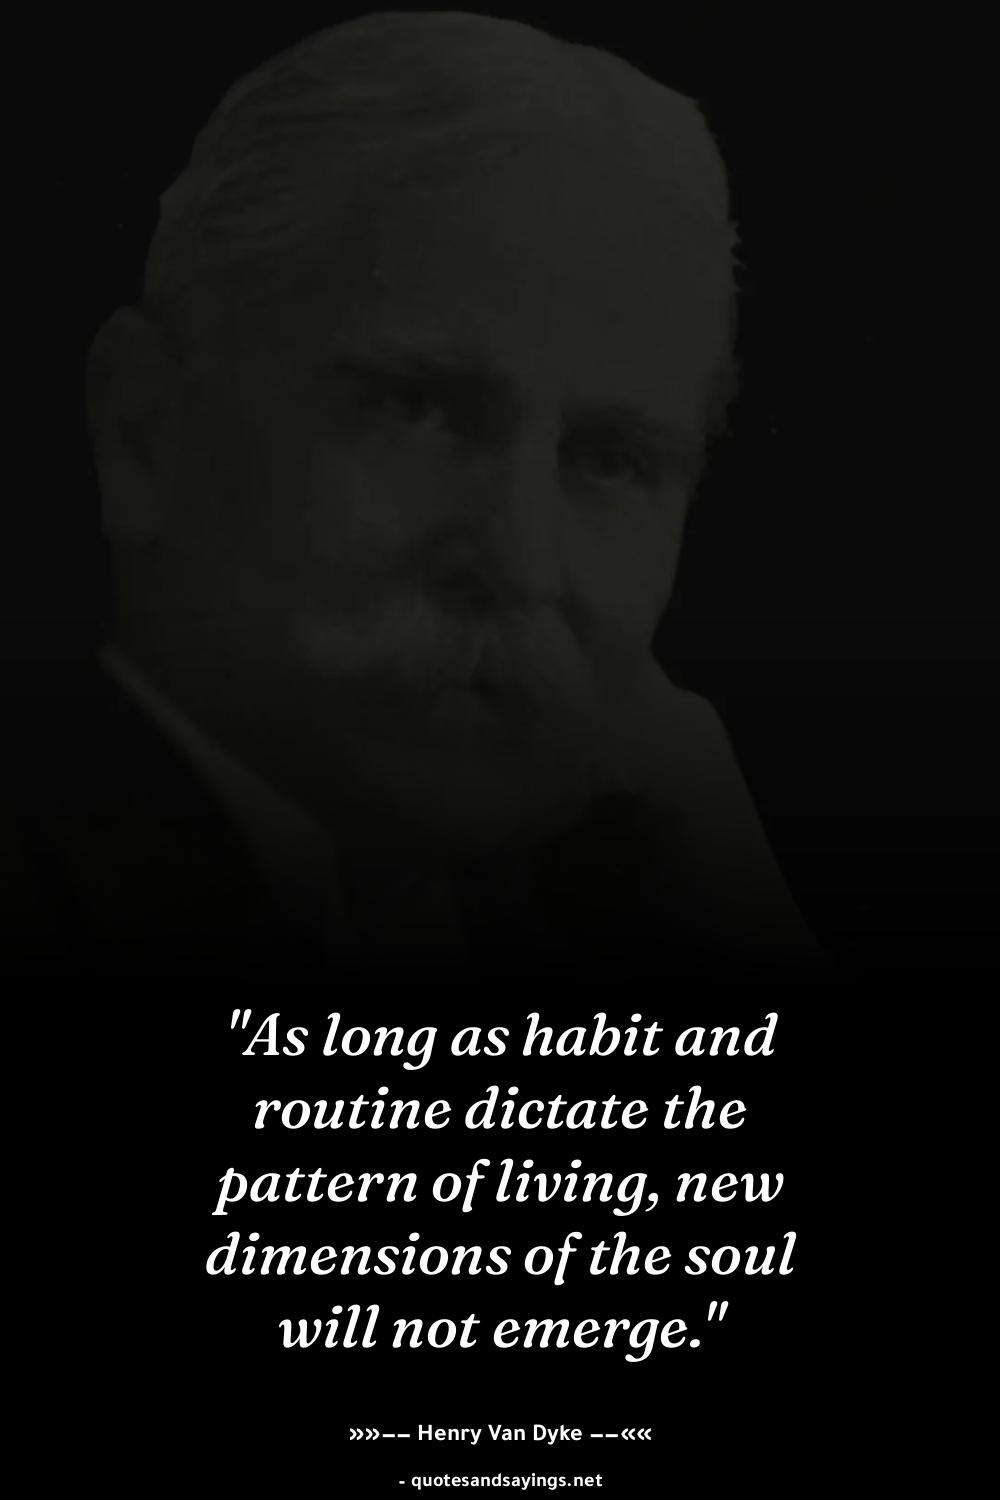 "As long as habit and
routine dictate the
pattern of living, new
dimensions of the soul
will not emerge."
»»–– Henry Van Dyke ––««
- quotesandsayings.net